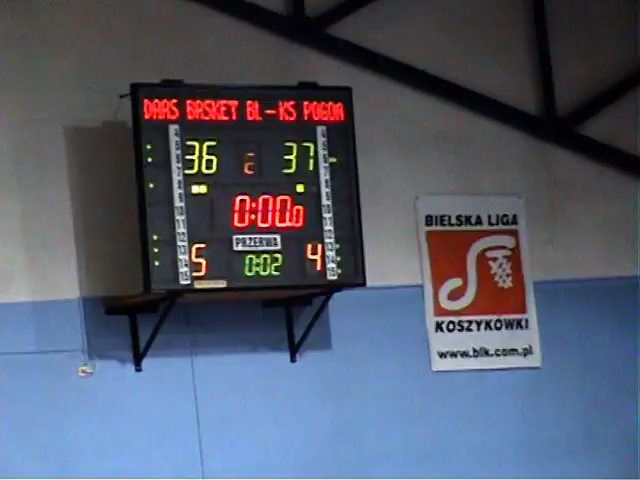 DAAS BASKET BL-KS POGOA
36 2 37
0:00.0
PRZERWA
5 0:02 4
BIELSKA LIGA
KOSZYKÓWKI
www.blk.com.pl